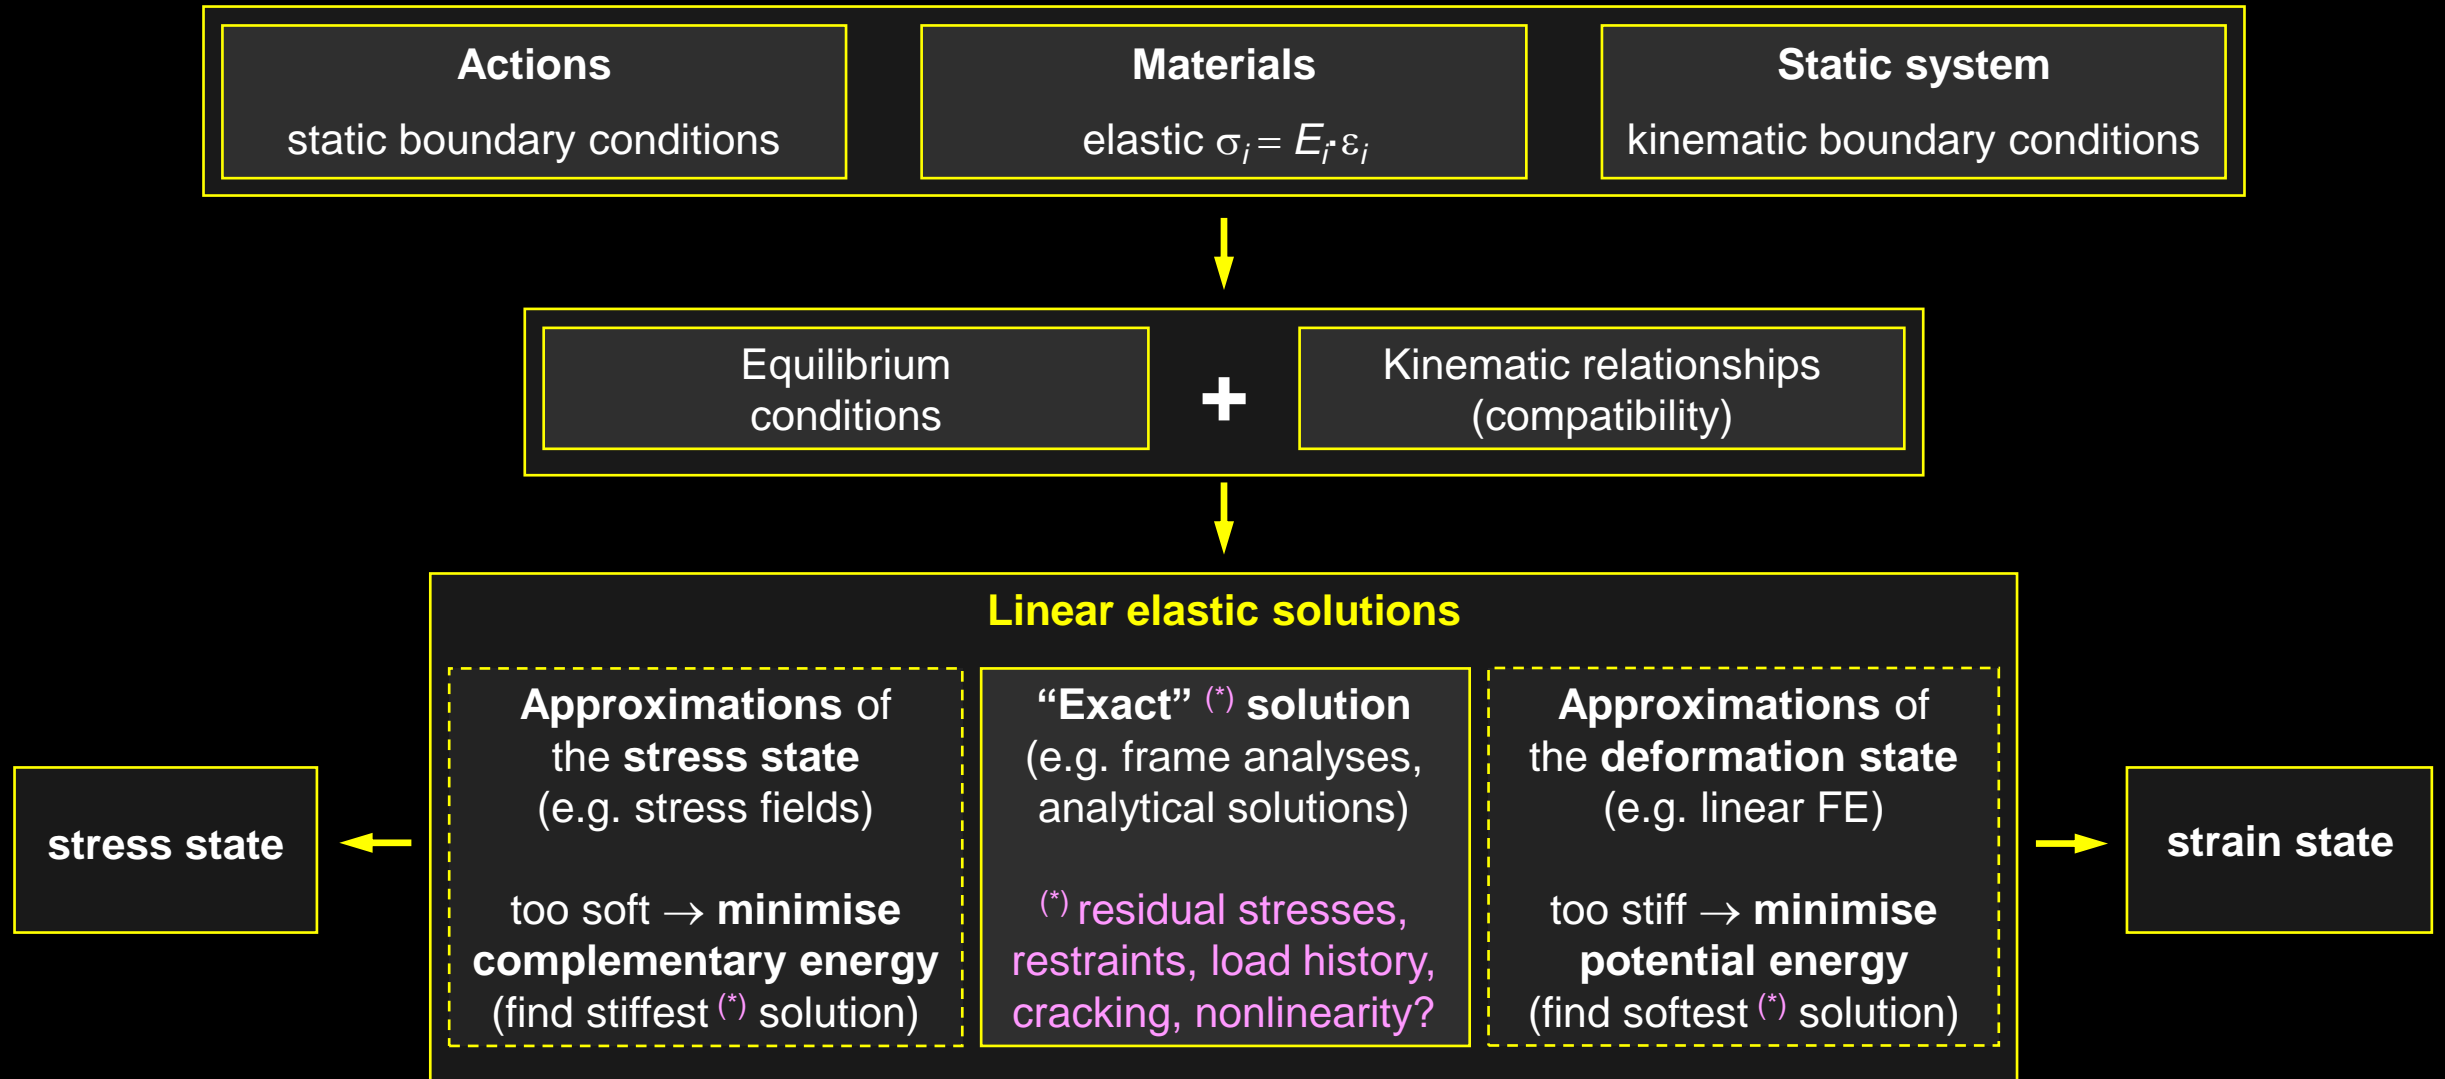 Actions
static boundary conditions
Materials
elastic σi = Ei·εi
Static system
kinematic boundary conditions
Equilibrium
conditions
+
Kinematic relationships
(compatibility)
Linear elastic solutions
Approximations of
the stress state
(e.g. stress fields)
too soft → minimise
complementary energy
(find stiffest (*) solution)
“Exact” (*) solution
(e.g. frame analyses,
analytical solutions)
(*) residual stresses,
restraints, load history,
cracking, nonlinearity?
Approximations of
the deformation state
(e.g. linear FE)
too stiff → minimise
potential energy
(find softest (*) solution)
stress state
strain state